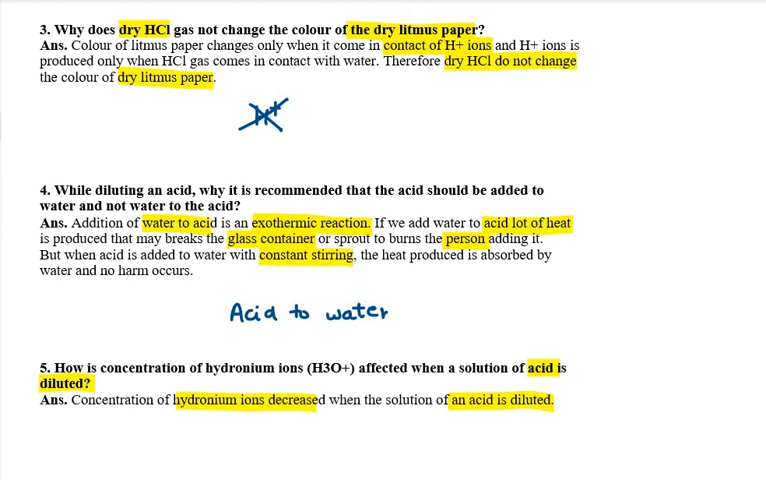 3. Why does dry HCl gas not change the colour of the dry litmus paper?
Ans. Colour of litmus paper changes only when it come in contact of H+ ions and H+ ions is
produced only when HCl gas comes in contact with water. Therefore dry HCl do not change
the colour of dry litmus paper.
4. While diluting an acid, why it is recommended that the acid should be added to
water and not water to the acid?
Ans. Addition of water to acid is an exothermic reaction. If we add water to acid lot of heat
is produced that may breaks the glass container or sprout to burns the person adding it.
But when acid is added to water with constant stirring, the heat produced is absorbed by
water and no harm occurs.
Acid to water
5. How is concentration of hydronium ions (H3O+) affected when a solution of acid is
diluted?
Ans. Concentration of hydronium ions decreased when the solution of an acid is diluted.